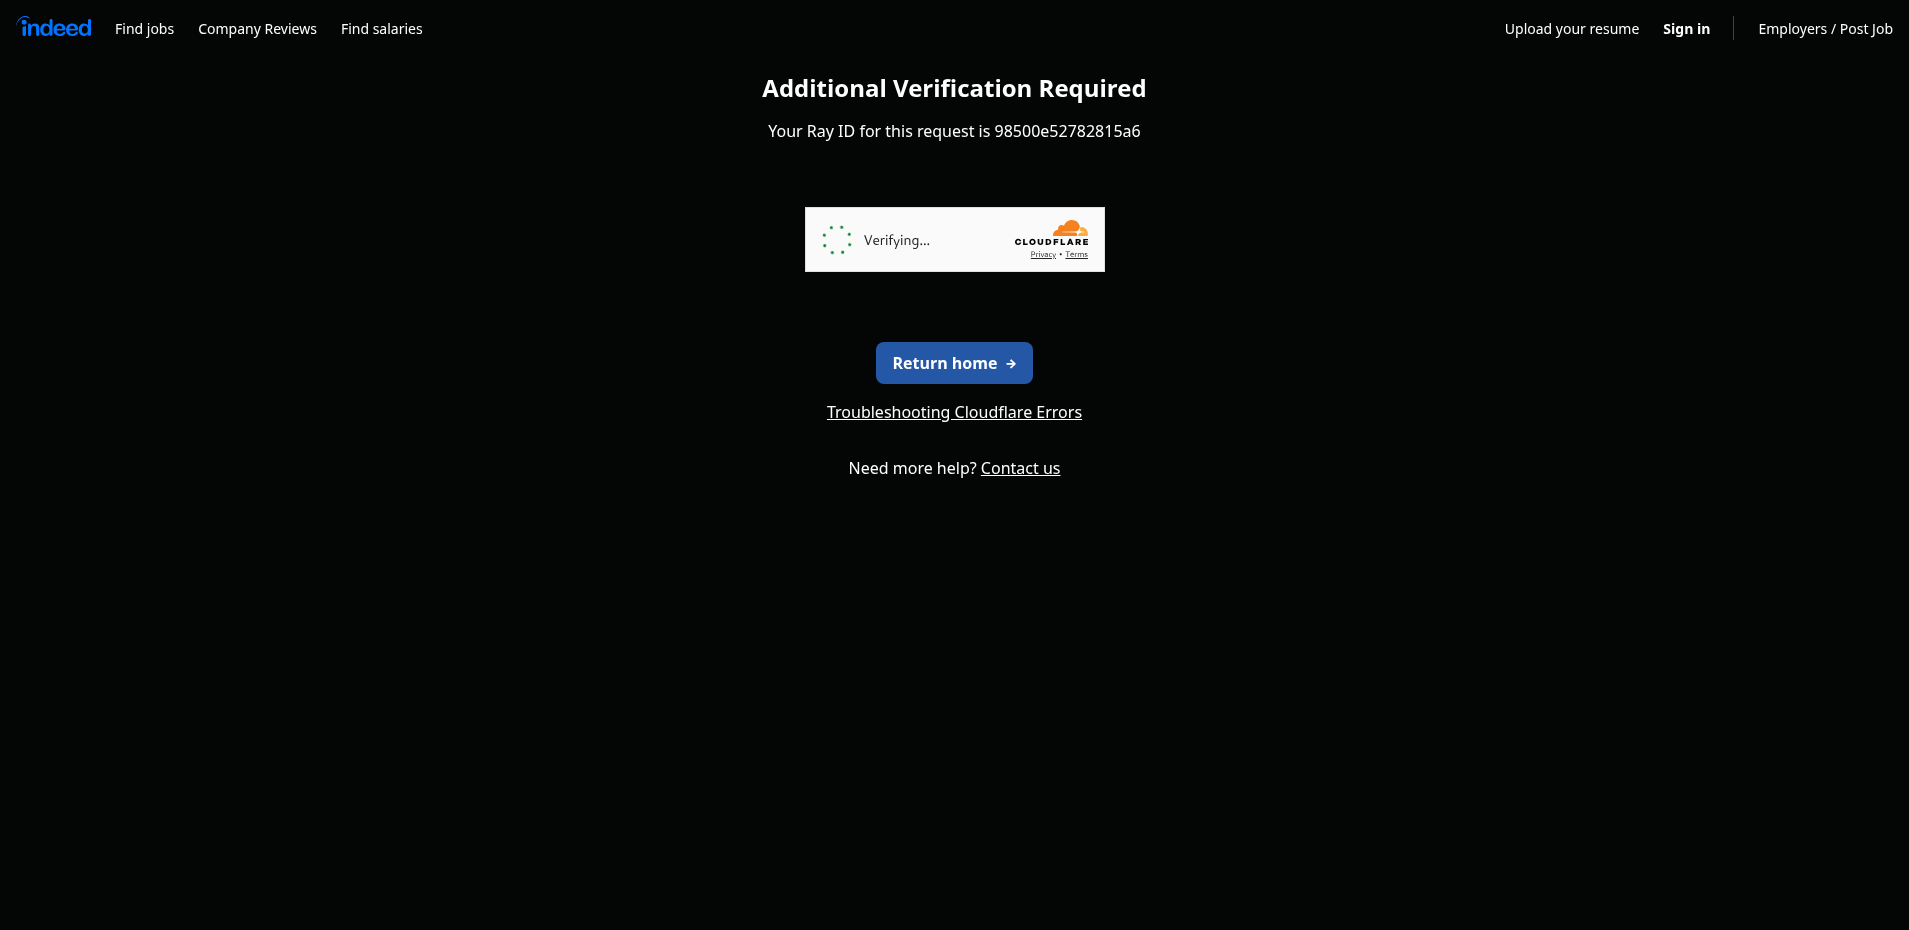 indeed Find jobs Company Reviews Find salaries Upload your resume Sign in Employers / Post Job
Additional Verification Required
Your Ray ID for this request is 98500e52782815a6
Verifying...
CLOUDFLARE
Privacy • Terms
Return home →
Troubleshooting Cloudflare Errors
Need more help? Contact us